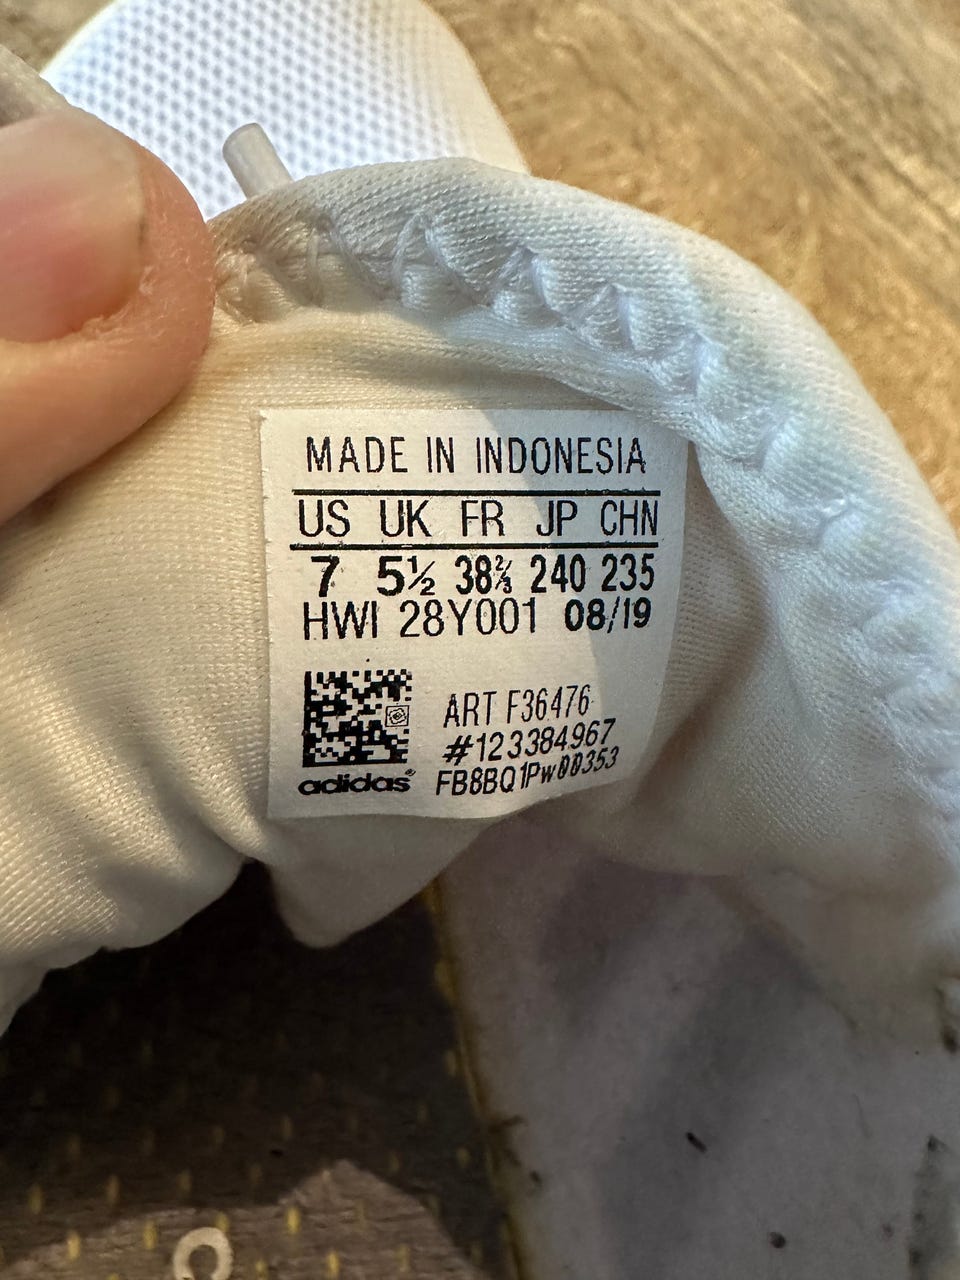 MADE IN INDONESIA
US UK FR JP CHN
7 5½ 38⅔ 240 235
HWI 28Y001 08/19
ART F36476
#123384967
adidas® FB8BQ1Pw00353